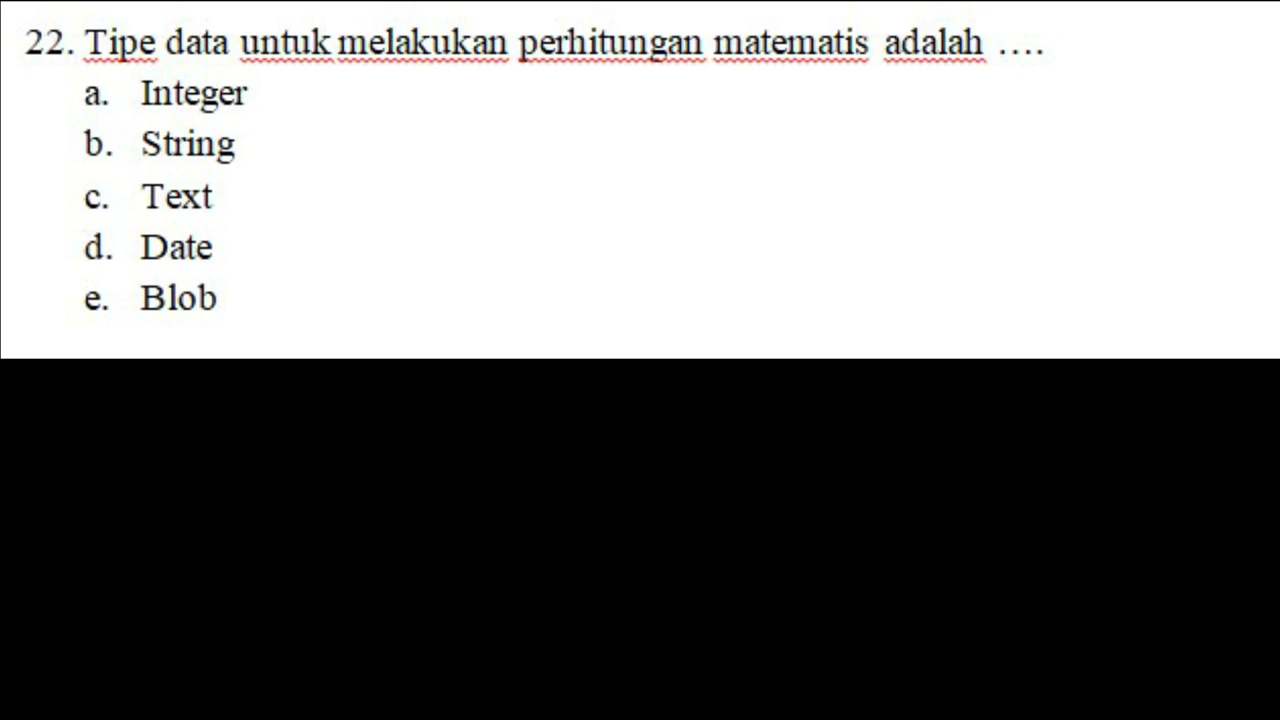 22. Tipe data untuk melakukan perhitungan matematis adalah ....
a. Integer
b. String
c. Text
d. Date
e. Blob